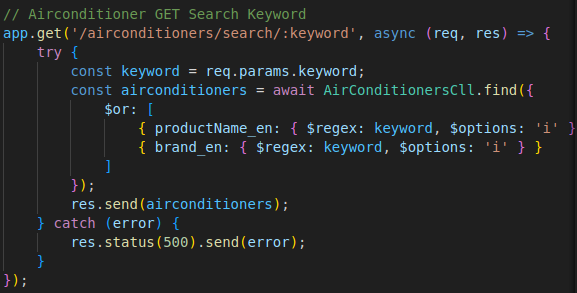 // Airconditioner GET Search Keyword
app.get('/airconditioners/search/:keyword', async (req, res) => {
    try {
        const keyword = req.params.keyword;
        const airconditioners = await AirConditionersCll.find({
            $or: [
                { productName_en: { $regex: keyword, $options: 'i' }
                { brand_en: { $regex: keyword, $options: 'i' } }
            ]
        });
        res.send(airconditioners);
    } catch (error) {
        res.status(500).send(error);
    }
});